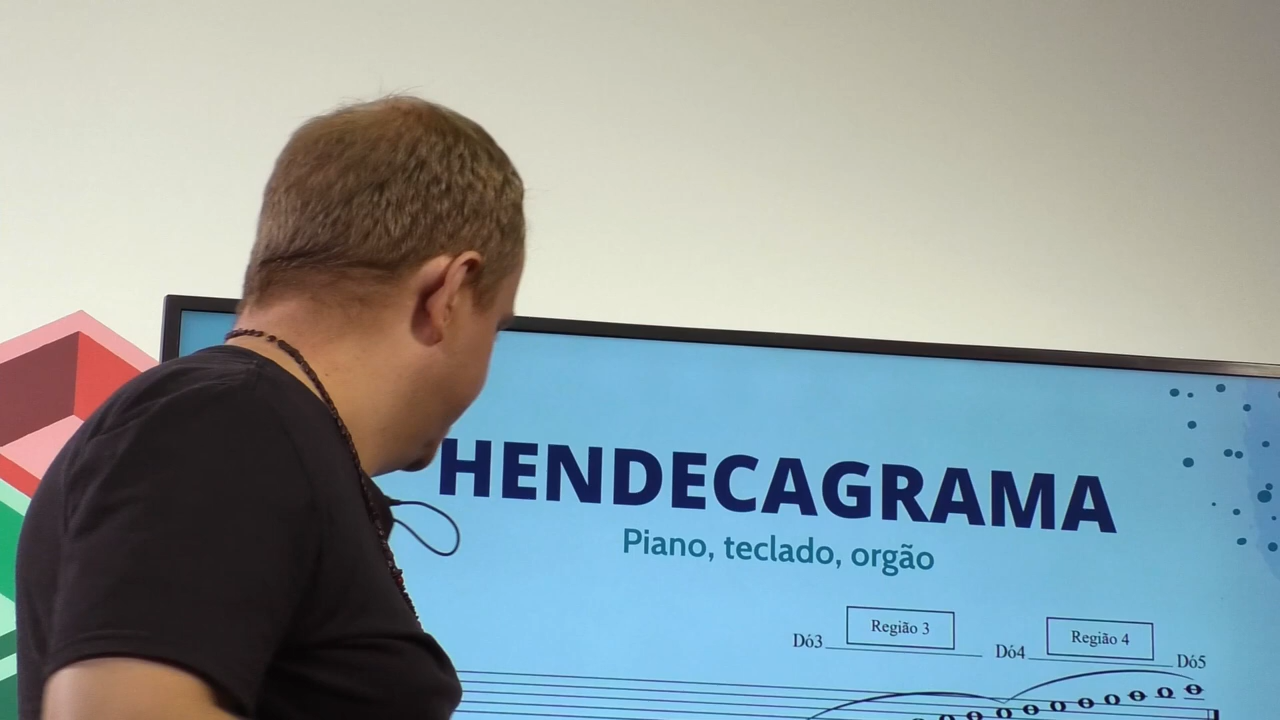 HENDECAGRAMA
Piano, teclado, orgão
Região 3
Região 4
Dó3
Dó4
Dó5